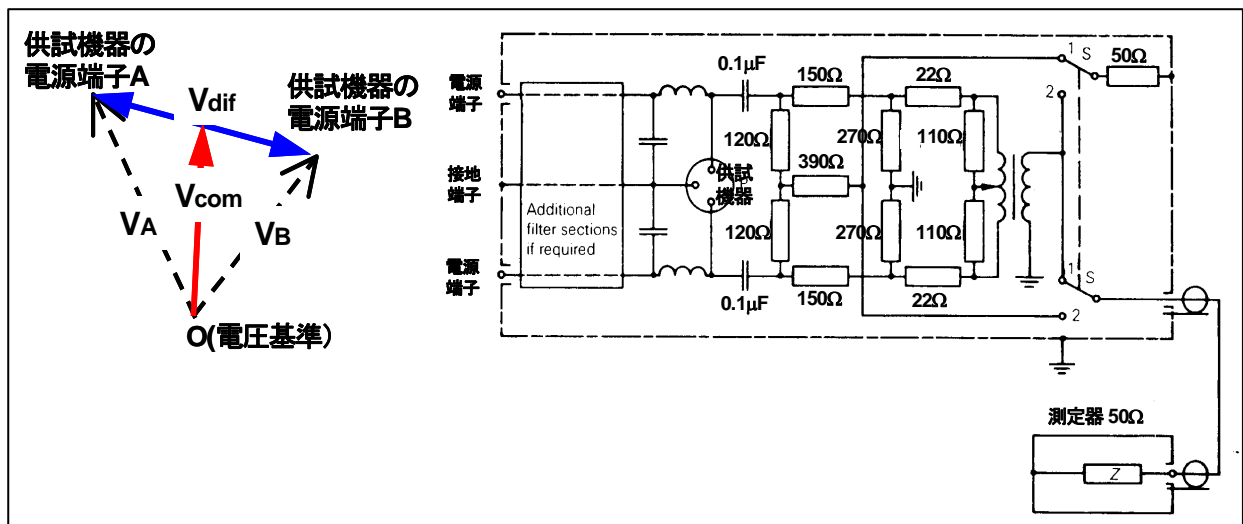 供試機器の
電源端子A
供試機器の
電源端子B
Vdif
Vcom
VA
VB
O(電圧基準)
電源
端子
接地
端子
電源
端子
Additional
filter sections
if required
供試
機器
0.1μF
150Ω
22Ω
1 S
50Ω
2
120Ω
270Ω
110Ω
390Ω
120Ω
270Ω
110Ω
0.1μF
150Ω
22Ω
1 S
2
測定器 50Ω
Z